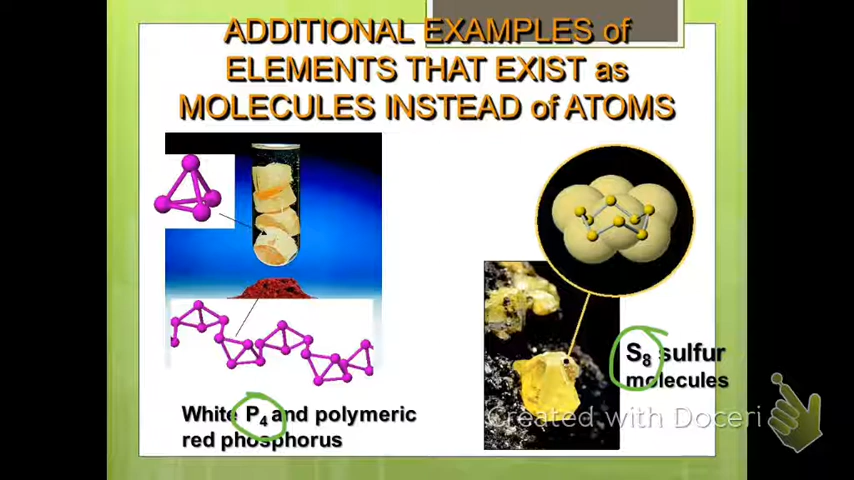 ADDITIONAL EXAMPLES of
ELEMENTS THAT EXIST as
MOLECULES INSTEAD of ATOMS
S₈ sulfur
molecules
White P₄ and polymeric
red phosphorus
Created with Doceri